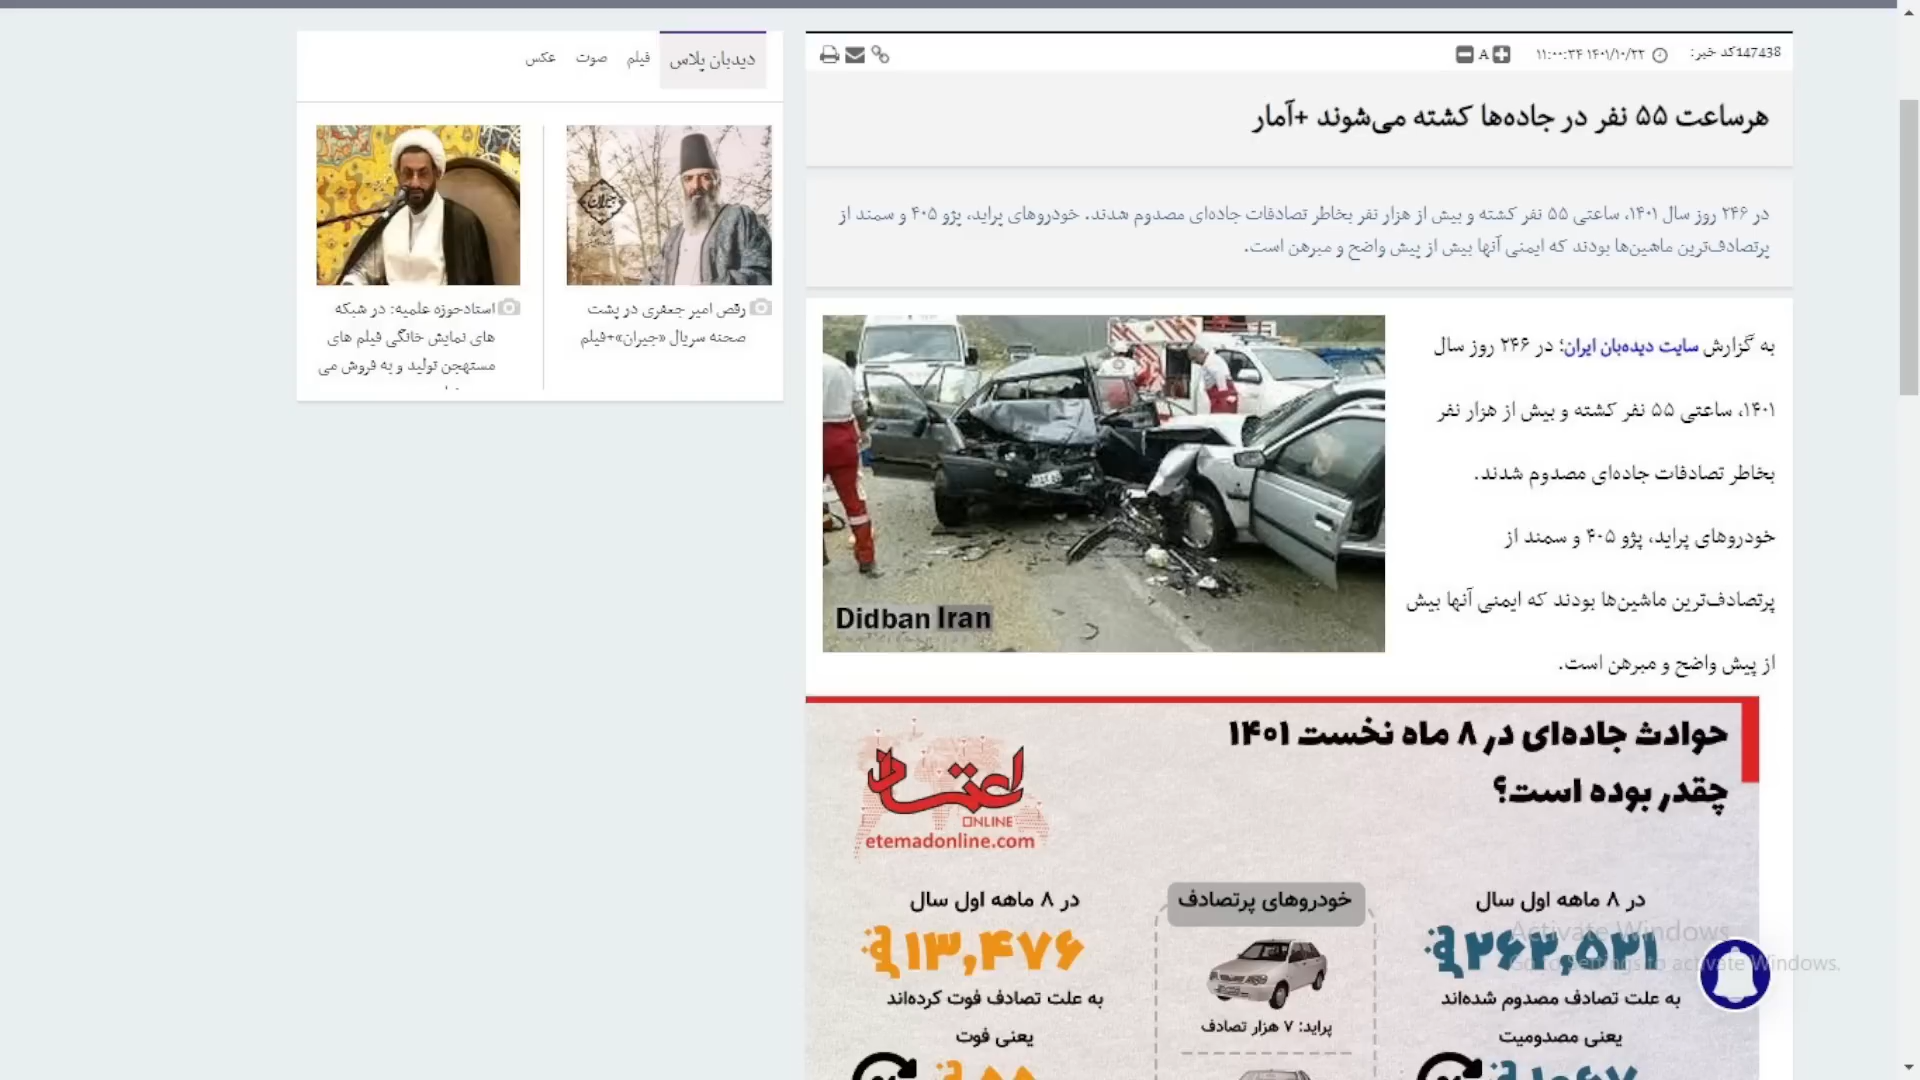 147438کد خبر:
۱۴۰۱/۱۰/۲۲ ۱۱:۰۰:۳۴
A
هرساعت ۵۵ نفر در جاده‌ها کشته می‌شوند +آمار
در ۲۴۶ روز سال ۱۴۰۱، ساعتی ۵۵ نفر کشته و بیش از هزار نفر بخاطر تصادفات جاده‌ای مصدوم شدند. خودروهای پراید، پژو ۴۰۵ و سمند از
پرتصادف‌ترین ماشین‌ها بودند که ایمنی آنها بیش از پیش واضح و مبرهن است.
به گزارش سایت دیده‌بان ایران؛ در ۲۴۶ روز سال
۱۴۰۱، ساعتی ۵۵ نفر کشته و بیش از هزار نفر
بخاطر تصادفات جاده‌ای مصدوم شدند.
خودروهای پراید، پژو ۴۰۵ و سمند از
پرتصادف‌ترین ماشین‌ها بودند که ایمنی آنها بیش
از پیش واضح و مبرهن است.
Didban Iran
حوادث جاده‌ای در ۸ ماه نخست ۱۴۰۱
چقدر بوده است؟
اعتماد
ONLINE
etemadonline.com
در ۸ ماهه اول سال
به علت تصادف مصدوم شده‌اند
یعنی مصدومیت
خودروهای پرتصادف
پراید: ۷ هزار تصادف
در ۸ ماهه اول سال
۱۳,۴۷۶ نفر
به علت تصادف فوت کرده‌اند
یعنی فوت
دیدبان پلاس
فیلم
صوت
عکس
جیران
رقص امیر جعفری در پشت
صحنه سریال «جیران»+فیلم
استادحوزه علمیه: در شبکه
های نمایش خانگی فیلم های
مستهجن تولید و به فروش می
Activate Windows
Go to Settings to activate Windows.